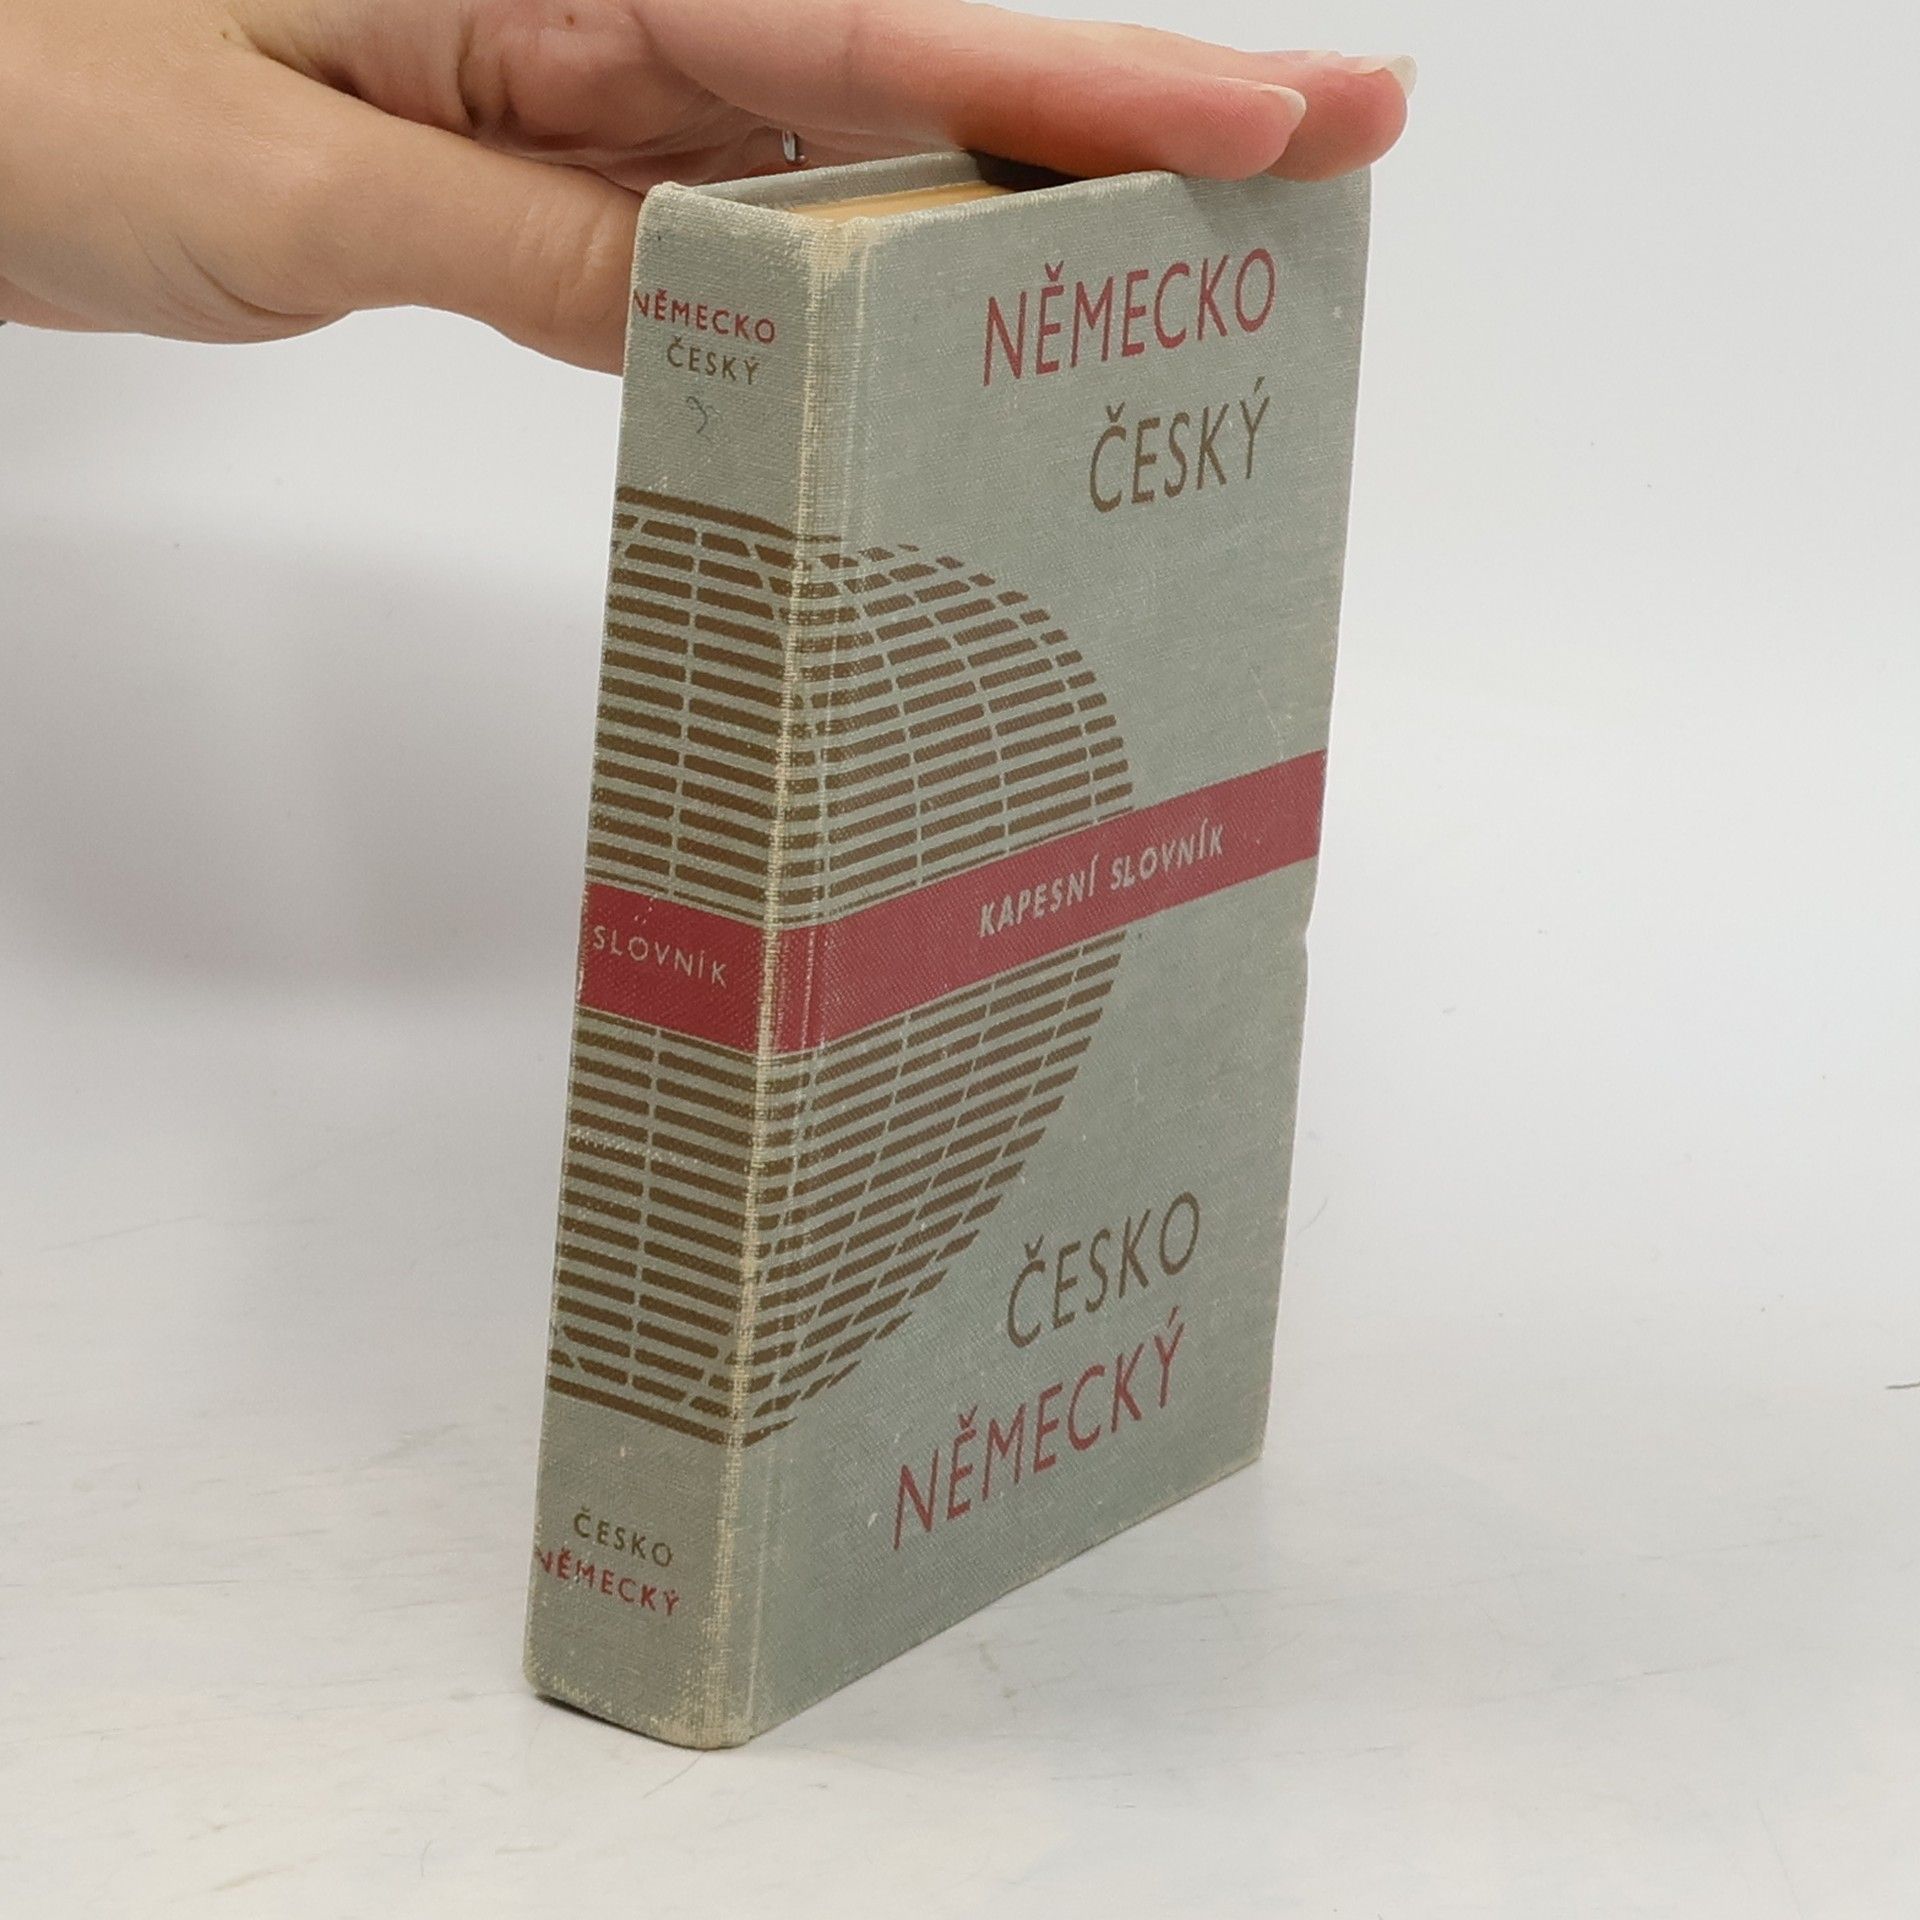 NĚMECKO
ČESKÝ
SLOVNÍK
ČESKO
NĚMECKÝ
NĚMECKO
ČESKÝ
KAPESNÍ SLOVNÍK
ČESKO
NĚMECKÝ